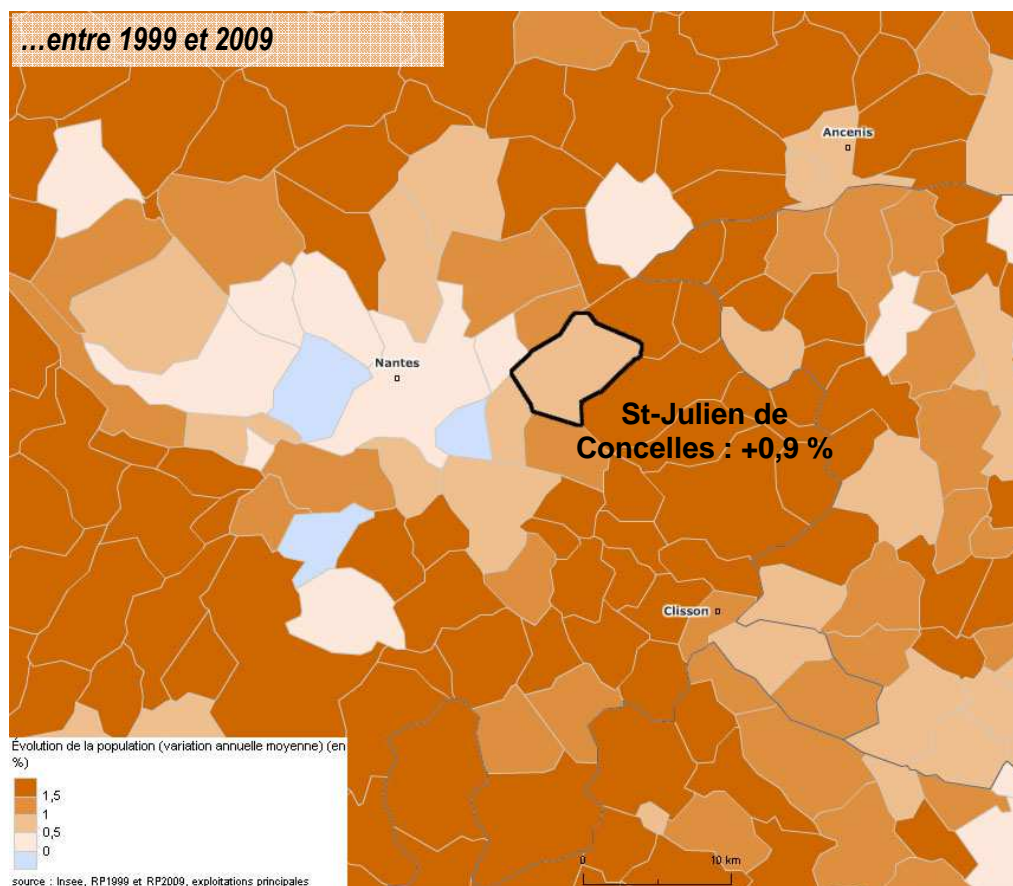 ...entre 1999 et 2009
Ancenis
Nantes
St-Julien de
Concelles : +0,9 %
Clisson
Évolution de la population (variation annuelle moyenne) (en
%)
1,5
1
0,5
0
0 10 km
source : Insee, RP1999 et RP2009, exploitations principales